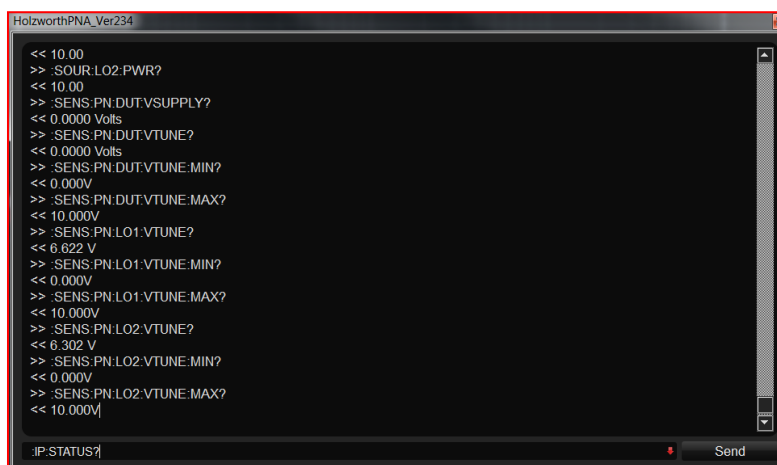 HolzworthPNA_Ver234
<< 10.00
>> :SOUR:LO2:PWR?
<< 10.00
>> :SENS:PN:DUT:VSUPPLY?
<< 0.0000 Volts
>> :SENS:PN:DUT:VTUNE?
<< 0.0000 Volts
>> :SENS:PN:DUT:VTUNE:MIN?
<< 0.000V
>> :SENS:PN:DUT:VTUNE:MAX?
<< 10.000V
>> :SENS:PN:LO1:VTUNE?
<< 6.622 V
>> :SENS:PN:LO1:VTUNE:MIN?
<< 0.000V
>> :SENS:PN:LO1:VTUNE:MAX?
<< 10.000V
>> :SENS:PN:LO2:VTUNE?
<< 6.302 V
>> :SENS:PN:LO2:VTUNE:MIN?
<< 0.000V
>> :SENS:PN:LO2:VTUNE:MAX?
<< 10.000V
:IP:STATUS? Send